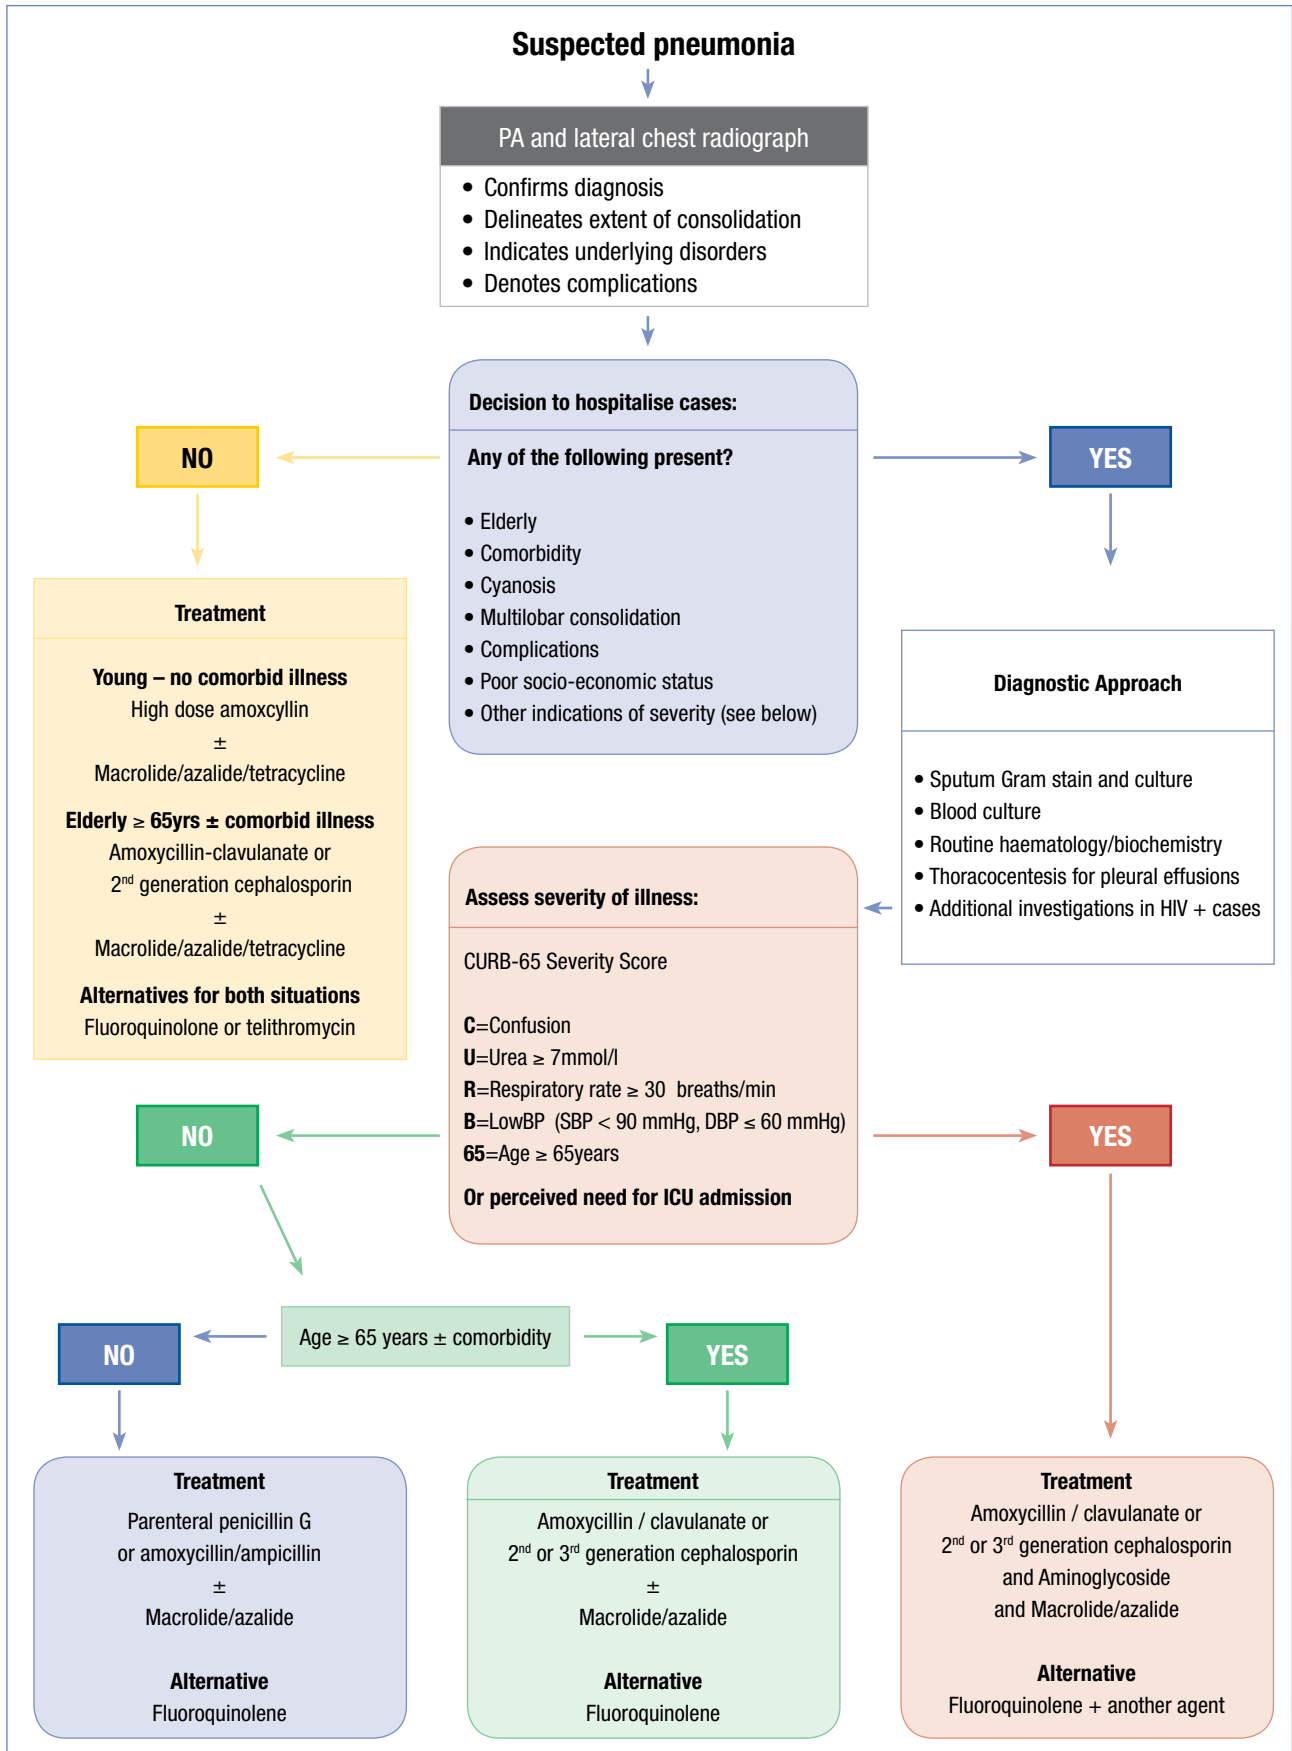 Suspected pneumonia
PA and lateral chest radiograph
• Confirms diagnosis
• Delineates extent of consolidation
• Indicates underlying disorders
• Denotes complications
Decision to hospitalise cases:
Any of the following present?
• Elderly
• Comorbidity
• Cyanosis
• Multilobar consolidation
• Complications
• Poor socio-economic status
• Other indications of severity (see below)
NO
YES
Treatment
Young – no comorbid illness
High dose amoxcyllin
±
Macrolide/azalide/tetracycline
Elderly ≥ 65yrs ± comorbid illness
Amoxycillin-clavulanate or
2nd generation cephalosporin
±
Macrolide/azalide/tetracycline
Alternatives for both situations
Fluoroquinolone or telithromycin
Diagnostic Approach
• Sputum Gram stain and culture
• Blood culture
• Routine haematology/biochemistry
• Thoracocentesis for pleural effusions
• Additional investigations in HIV + cases
Assess severity of illness:
CURB-65 Severity Score
C=Confusion
U=Urea ≥ 7mmol/l
R=Respiratory rate ≥ 30 breaths/min
B=LowBP (SBP < 90 mmHg, DBP ≤ 60 mmHg)
65=Age ≥ 65years
Or perceived need for ICU admission
NO
YES
Age ≥ 65 years ± comorbidity
NO
YES
Treatment
Parenteral penicillin G
or amoxycillin/ampicillin
±
Macrolide/azalide
Alternative
Fluoroquinolene
Treatment
Amoxycillin / clavulanate or
2nd or 3rd generation cephalosporin
±
Macrolide/azalide
Alternative
Fluoroquinolene
Treatment
Amoxycillin / clavulanate or
2nd or 3rd generation cephalosporin
and Aminoglycoside
and Macrolide/azalide
Alternative
Fluoroquinolene + another agent